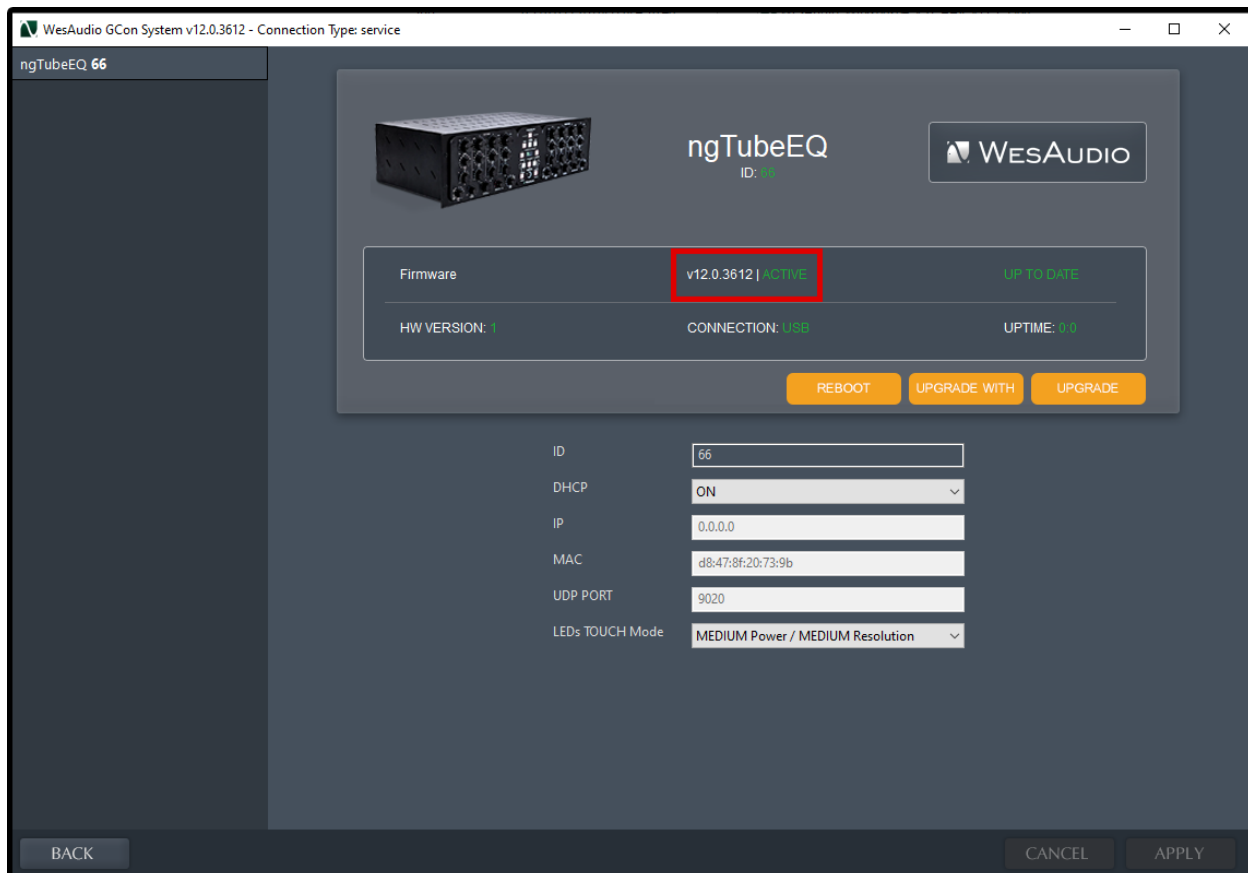 WesAudio GCon System v12.0.3612 - Connection Type: service
ngTubeEQ 66
ngTubeEQ
ID: 66
WESAUDIO
Firmware v12.0.3612 | ACTIVE UP TO DATE
HW VERSION: 1 CONNECTION: USB UPTIME: 0:0
REBOOT UPGRADE WITH UPGRADE
ID 66
DHCP ON
IP 0.0.0.0
MAC d8:47:8f:20:73:9b
UDP PORT 9020
LEDs TOUCH Mode MEDIUM Power / MEDIUM Resolution
BACK CANCEL APPLY